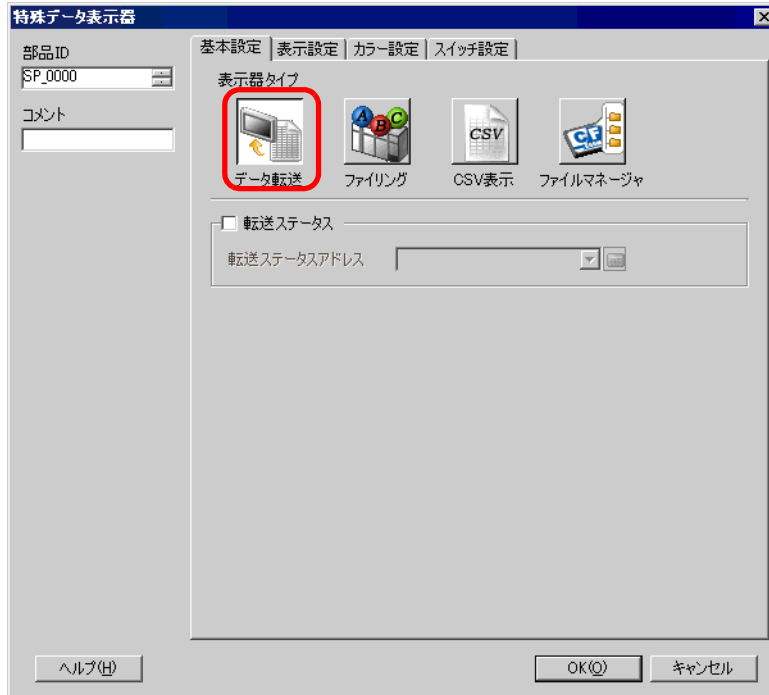 特殊データ表示器
部品ID
SP_0000
コメント
基本設定 表示設定 カラー設定 スイッチ設定
表示器タイプ
A B C
CSV
CF
データ転送 ファイリング CSV表示 ファイルマネージャ
転送ステータス
転送ステータスアドレス
ヘルプ(H) OK(O) キャンセル